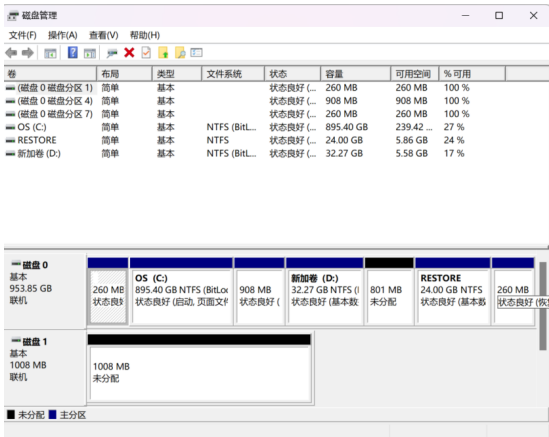 磁盘管理
文件(F) 操作(A) 查看(V) 帮助(H)
卷 布局 类型 文件系统 状态 容量 可用空间 % 可用
(磁盘 0 磁盘分区 1) 简单 基本 状态良好 (... 260 MB 260 MB 100 %
(磁盘 0 磁盘分区 4) 简单 基本 状态良好 (... 908 MB 908 MB 100 %
(磁盘 0 磁盘分区 7) 简单 基本 状态良好 (... 260 MB 260 MB 100 %
OS (C:) 简单 基本 NTFS (BitL... 状态良好 (... 895.40 GB 239.42 ... 27 %
RESTORE 简单 基本 NTFS 状态良好 (... 24.00 GB 5.86 GB 24 %
新加卷 (D:) 简单 基本 NTFS (BitL... 状态良好 (... 32.27 GB 5.58 GB 17 %
磁盘 0
基本
953.85 GB
联机
260 MB
状态良好
OS (C:)
895.40 GB NTFS (BitLoc
状态良好 (启动, 页面文件
908 MB
状态良好 (
新加卷 (D:)
32.27 GB NTFS (
状态良好 (基本数
801 MB
未分配
RESTORE
24.00 GB NTFS
状态良好 (基本数
260 MB
状态良好 (恢
磁盘 1
基本
1008 MB
联机
1008 MB
未分配
未分配 主分区